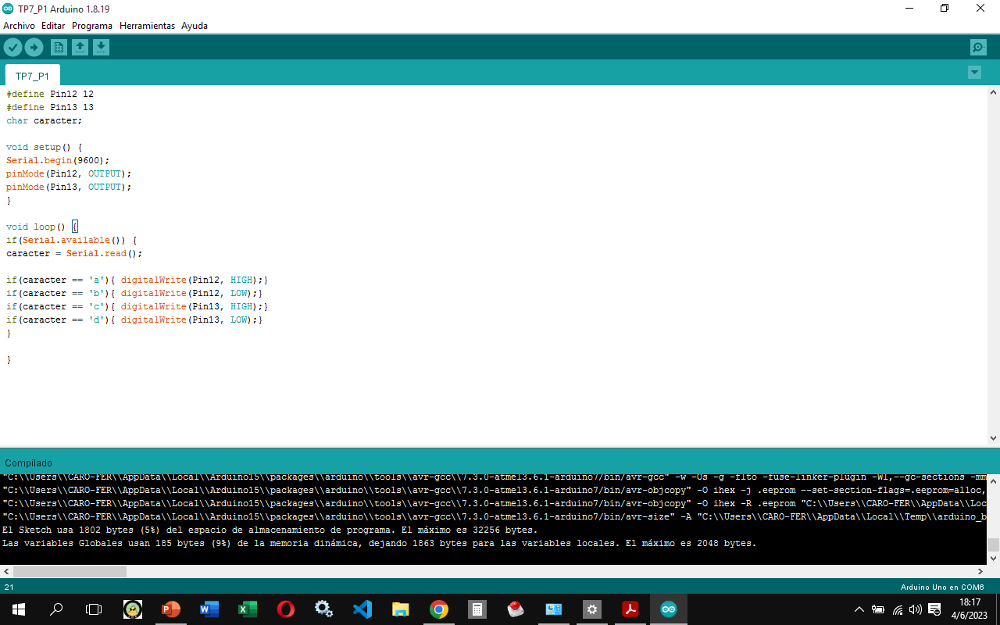 TP7_P1 Arduino 1.8.19
Archivo Editar Programa Herramientas Ayuda
TP7_P1
#define Pin12 12
#define Pin13 13
char caracter;
void setup() {
Serial.begin(9600);
pinMode(Pin12, OUTPUT);
pinMode(Pin13, OUTPUT);
}
void loop() {
if(Serial.available()) {
caracter = Serial.read();
if(caracter == 'a'){ digitalWrite(Pin12, HIGH);}
if(caracter == 'b'){ digitalWrite(Pin12, LOW);}
if(caracter == 'c'){ digitalWrite(Pin13, HIGH);}
if(caracter == 'd'){ digitalWrite(Pin13, LOW);}
}
}
Compilado
"C:\\Users\\CARO-FER\\AppData\\Local\\Arduino15\\packages\\arduino\\tools\\avr-gcc\\7.3.0-atmel3.6.1-arduino7/bin/avr-gcc" -w -Os -g -flto -fuse-linker-plugin -Wl,--gc-sections -mm
"C:\\Users\\CARO-FER\\AppData\\Local\\Arduino15\\packages\\arduino\\tools\\avr-gcc\\7.3.0-atmel3.6.1-arduino7/bin/avr-objcopy" -O ihex -j .eeprom --set-section-flags=.eeprom=alloc,
"C:\\Users\\CARO-FER\\AppData\\Local\\Arduino15\\packages\\arduino\\tools\\avr-gcc\\7.3.0-atmel3.6.1-arduino7/bin/avr-objcopy" -O ihex -R .eeprom "C:\\Users\\CARO-FER\\AppData\\Loc
"C:\\Users\\CARO-FER\\AppData\\Local\\Arduino15\\packages\\arduino\\tools\\avr-gcc\\7.3.0-atmel3.6.1-arduino7/bin/avr-size" -A "C:\\Users\\CARO-FER\\AppData\\Local\\Temp\\arduino_b
El Sketch usa 1802 bytes (5%) del espacio de almacenamiento de programa. El máximo es 32256 bytes.
Las variables Globales usan 185 bytes (9%) de la memoria dinámica, dejando 1863 bytes para las variables locales. El máximo es 2048 bytes.
21
Arduino Uno en COM6
18:17
4/6/2023